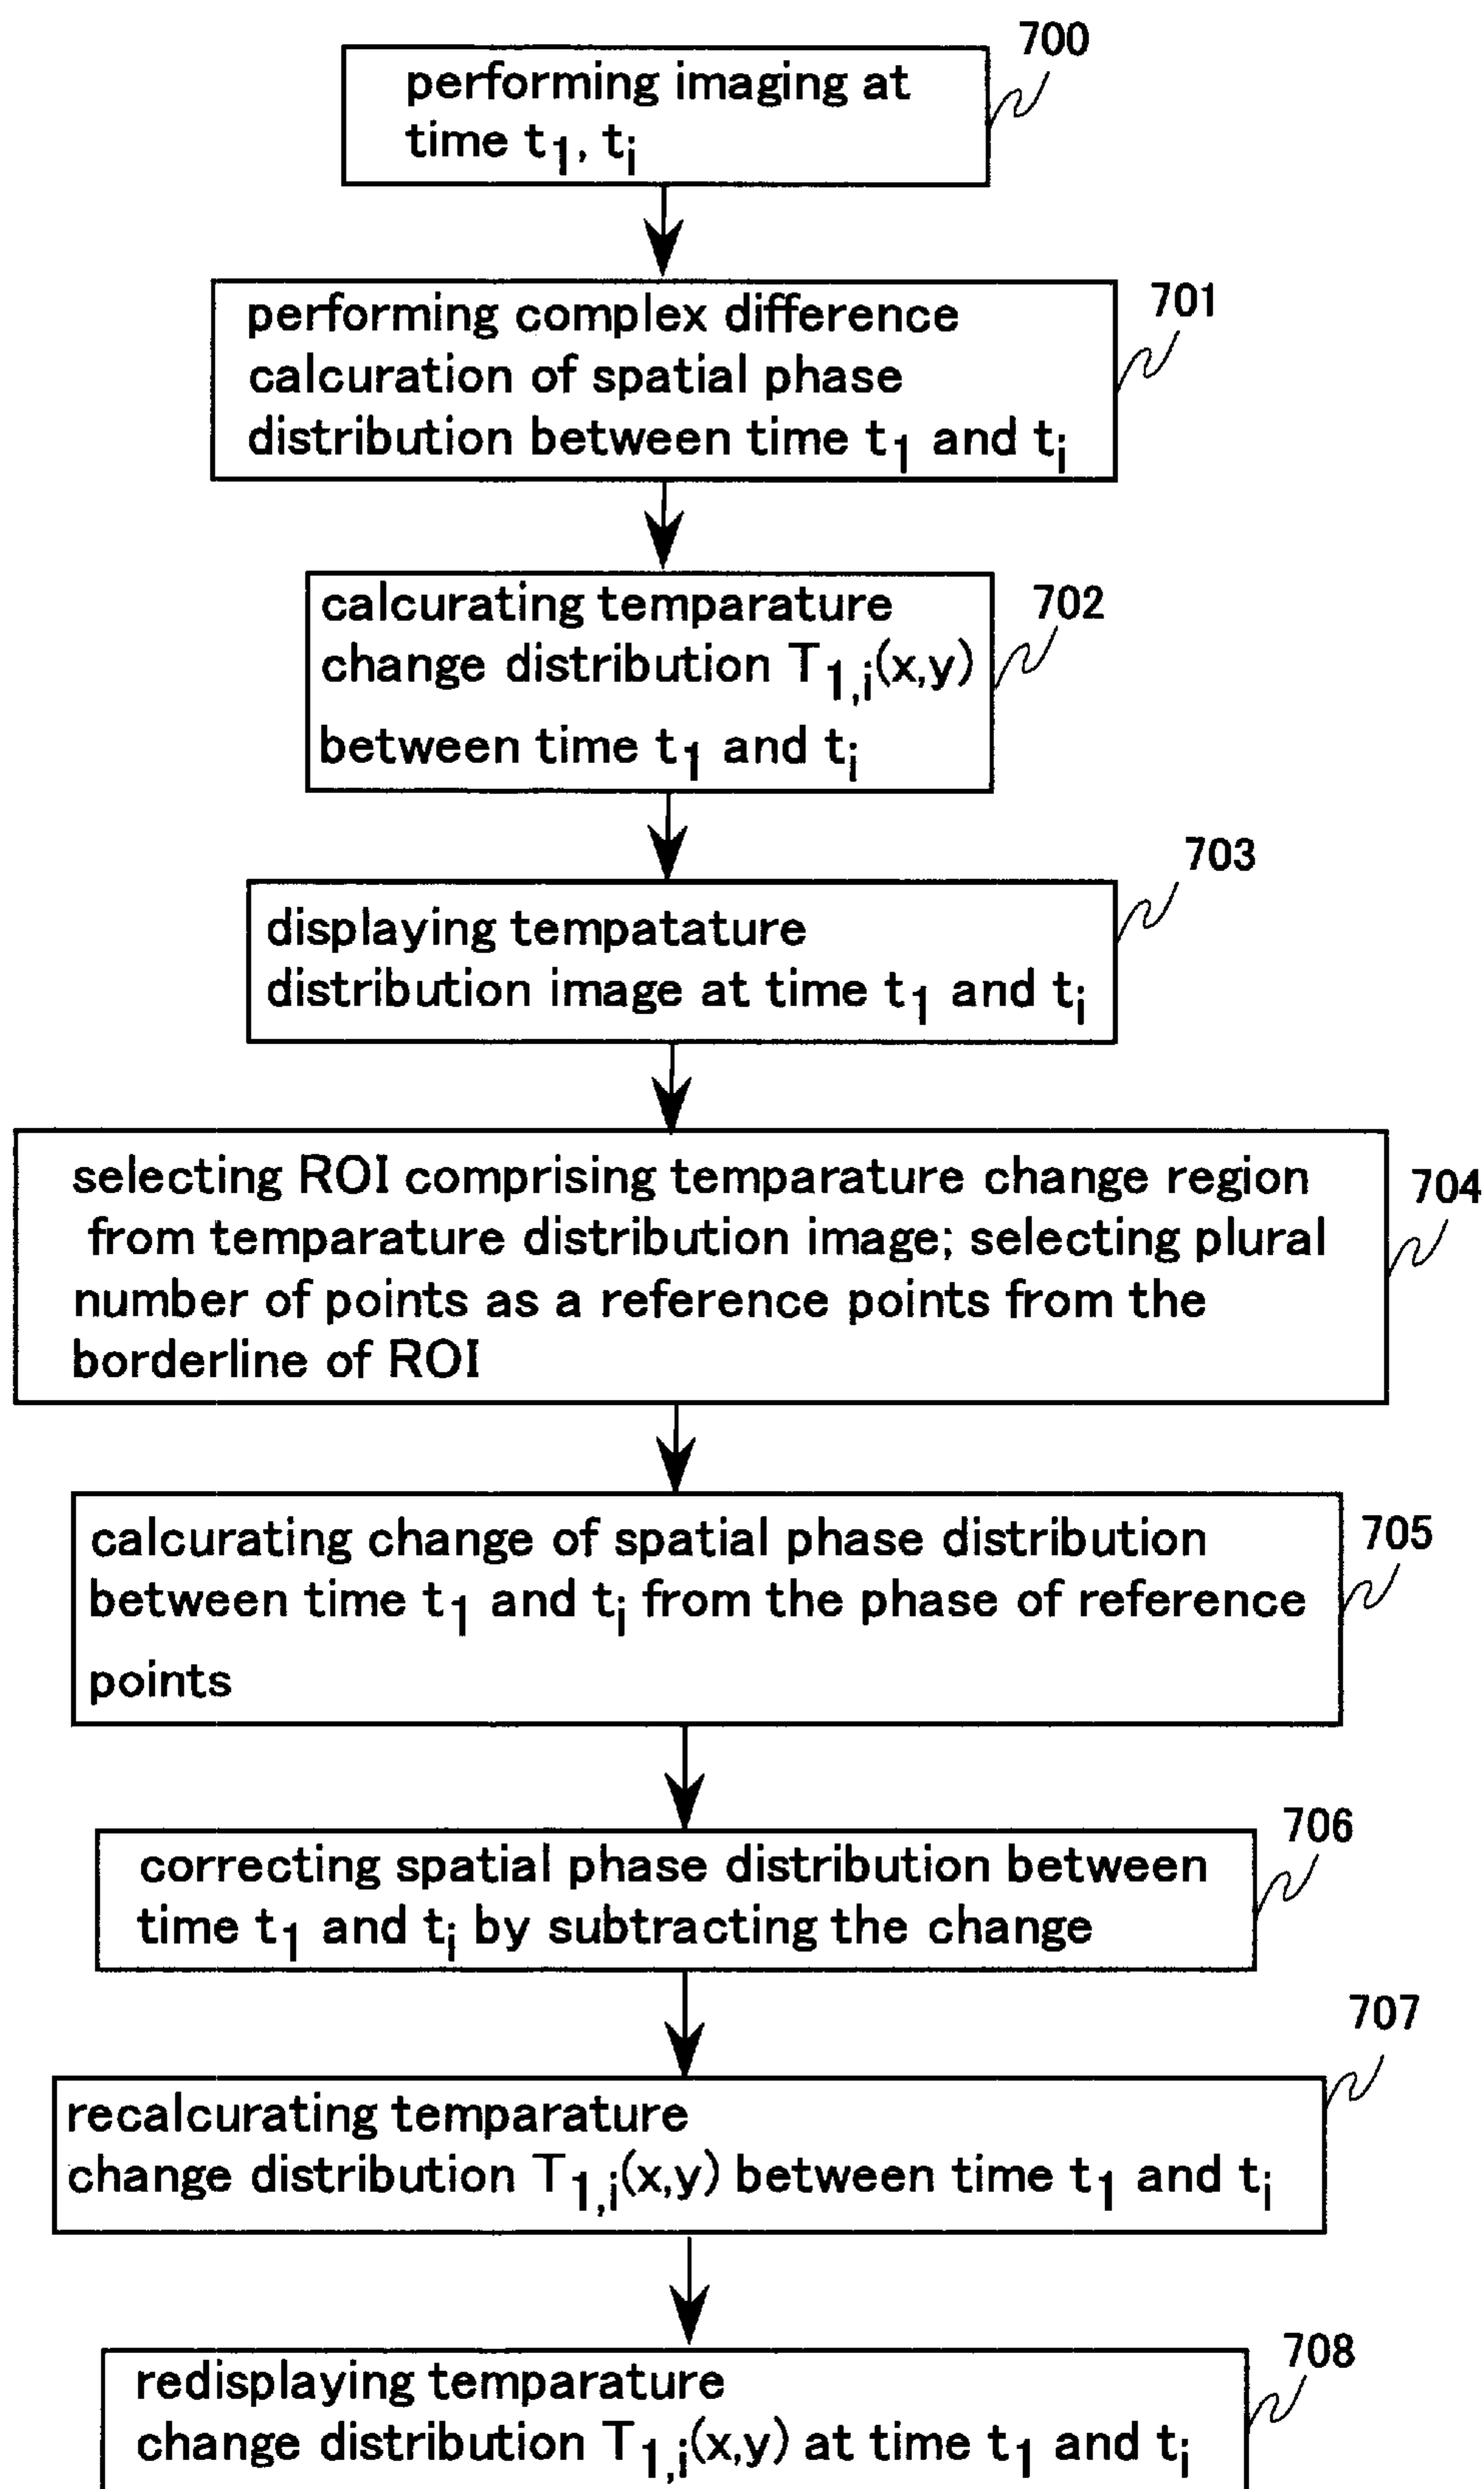 700
performing imaging at
time t1, ti
701
performing complex difference
calcuration of spatial phase
distribution between time t1 and ti
702
calcurating temparature
change distribution T1,i(x,y)
between time t1 and ti
703
displaying tempatature
distribution image at time t1 and ti
704
selecting ROI comprising temparature change region
from temparature distribution image; selecting plural
number of points as a reference points from the
borderline of ROI
705
calcurating change of spatial phase distribution
between time t1 and ti from the phase of reference
points
706
correcting spatial phase distribution between
time t1 and ti by subtracting the change
707
recalcurating temparature
change distribution T1,i(x,y) between time t1 and ti
708
redisplaying temparature
change distribution T1,i(x,y) at time t1 and ti